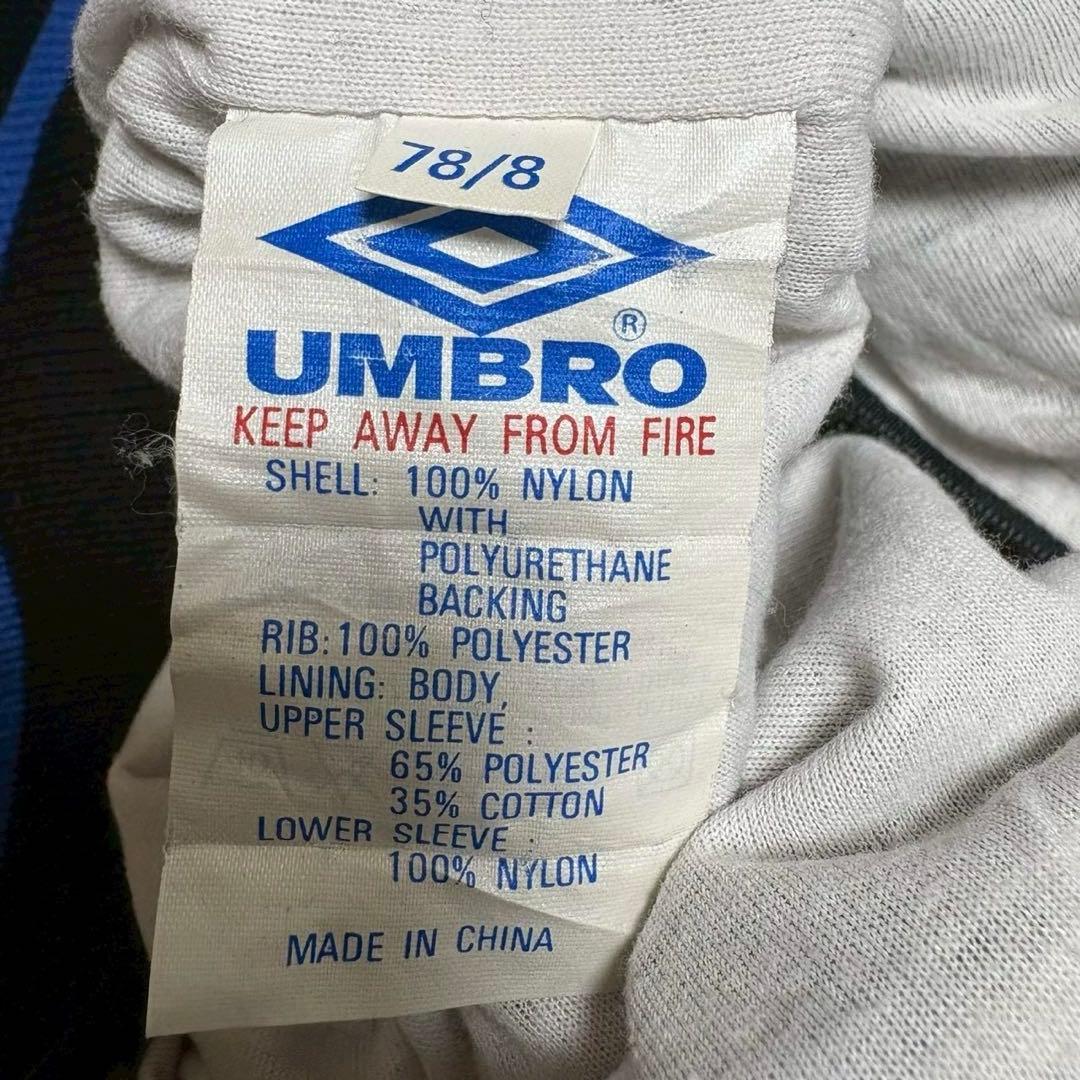 78/8
UMBRO®
KEEP AWAY FROM FIRE
SHELL: 100% NYLON
WITH
POLYURETHANE
BACKING
RIB: 100% POLYESTER
LINING: BODY,
UPPER SLEEVE :
65% POLYESTER
35% COTTON
LOWER SLEEVE :
100% NYLON
MADE IN CHINA